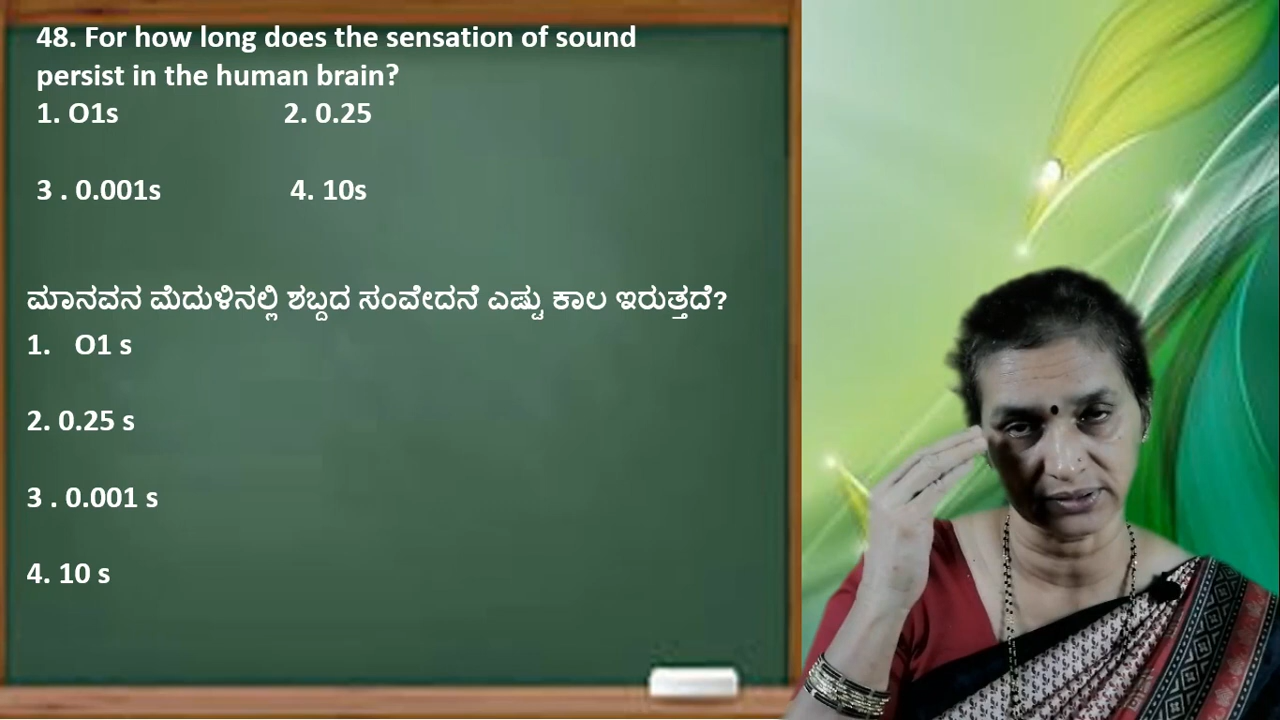 48. For how long does the sensation of sound
persist in the human brain?
1. O1s 2. 0.25
3 . 0.001s 4. 10s
ಮಾನವನ ಮೆದುಳಿನಲ್ಲಿ ಶಬ್ದದ ಸಂವೇದನೆ ಎಷ್ಟು ಕಾಲ ಇರುತ್ತದೆ?
1. O1 s
2. 0.25 s
3 . 0.001 s
4. 10 s